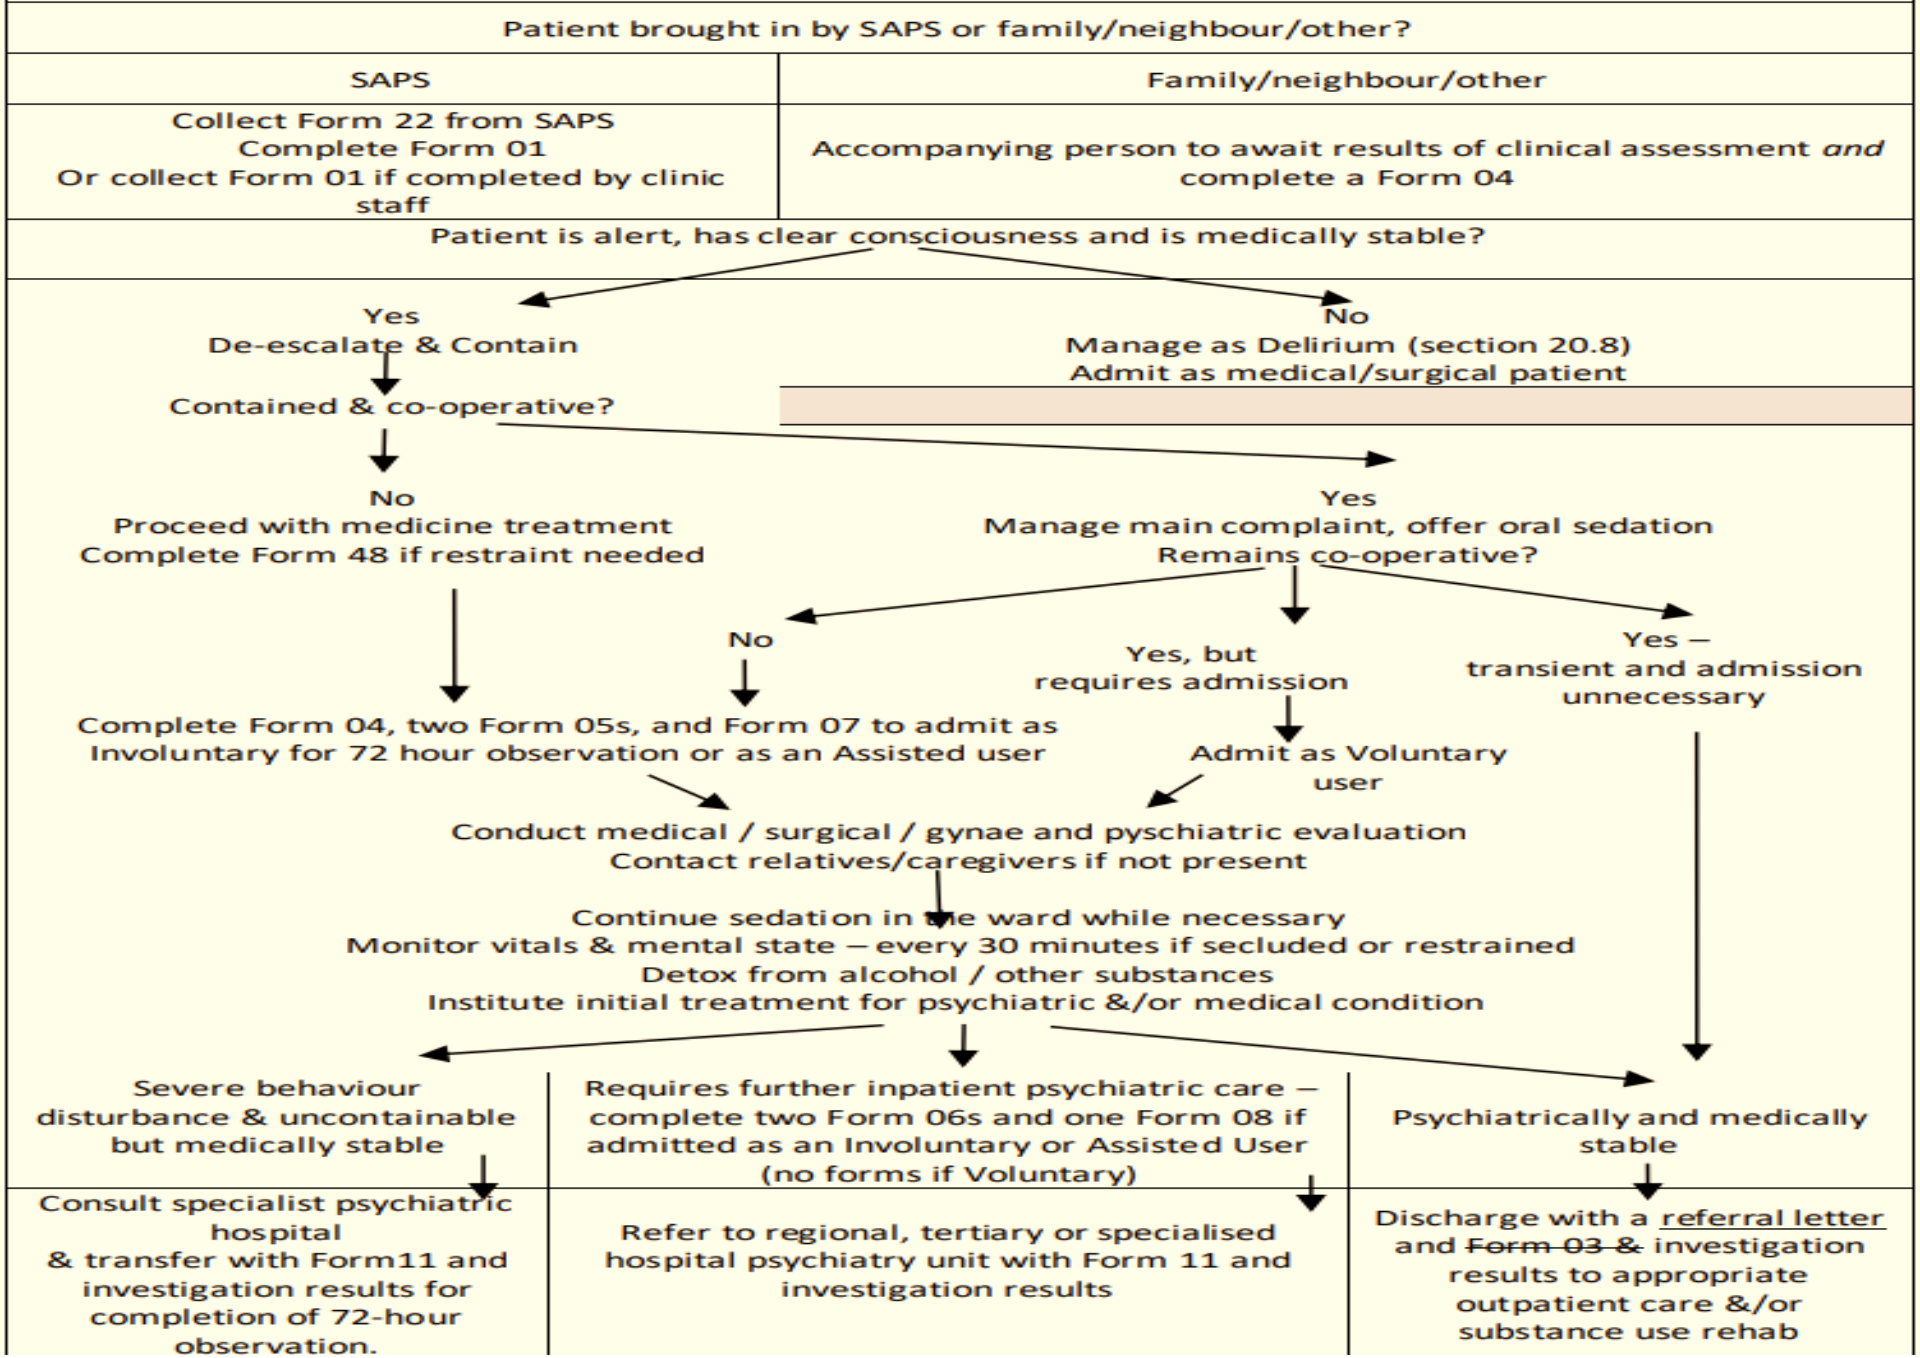 Patient brought in by SAPS or family/neighbour/other?
SAPS
Family/neighbour/other
Collect Form 22 from SAPS
Complete Form 01
Or collect Form 01 if completed by clinic
staff
Accompanying person to await results of clinical assessment and
complete a Form 04
Patient is alert, has clear consciousness and is medically stable?
Yes
De-escalate & Contain
No
Manage as Delirium (section 20.8)
Admit as medical/surgical patient
Contained & co-operative?
No
Proceed with medicine treatment
Complete Form 48 if restraint needed
Yes
Manage main complaint, offer oral sedation
Remains co-operative?
No
Yes, but
requires admission
Yes –
transient and admission
unnecessary
Complete Form 04, two Form 05s, and Form 07 to admit as
Involuntary for 72 hour observation or as an Assisted user
Admit as Voluntary
user
Conduct medical / surgical / gynae and pyschiatric evaluation
Contact relatives/caregivers if not present
Continue sedation in the ward while necessary
Monitor vitals & mental state – every 30 minutes if secluded or restrained
Detox from alcohol / other substances
Institute initial treatment for psychiatric &/or medical condition
Severe behaviour
disturbance & uncontainable
but medically stable
Requires further inpatient psychiatric care –
complete two Form 06s and one Form 08 if
admitted as an Involuntary or Assisted User
(no forms if Voluntary)
Psychiatrically and medically
stable
Consult specialist psychiatric
hospital
& transfer with Form11 and
investigation results for
completion of 72-hour
observation.
Refer to regional, tertiary or specialised
hospital psychiatry unit with Form 11 and
investigation results
Discharge with a referral letter
and Form 03 & investigation
results to appropriate
outpatient care &/or
substance use rehab